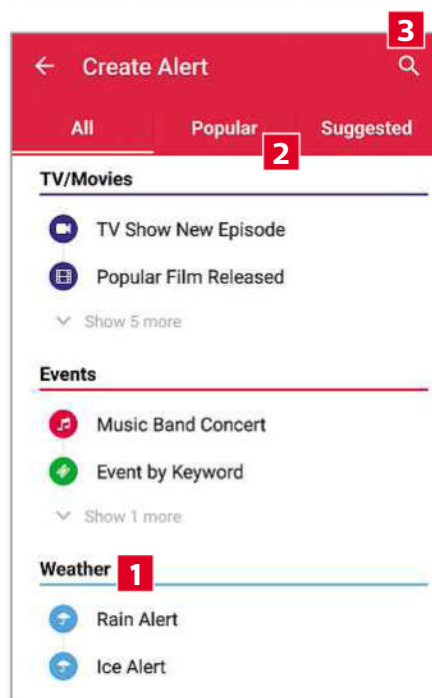 3
Create Alert
All Popular Suggested
2
TV/Movies
TV Show New Episode
Popular Film Released
Show 5 more
Events
Music Band Concert
Event by Keyword
Show 1 more
Weather 1
Rain Alert
Ice Alert